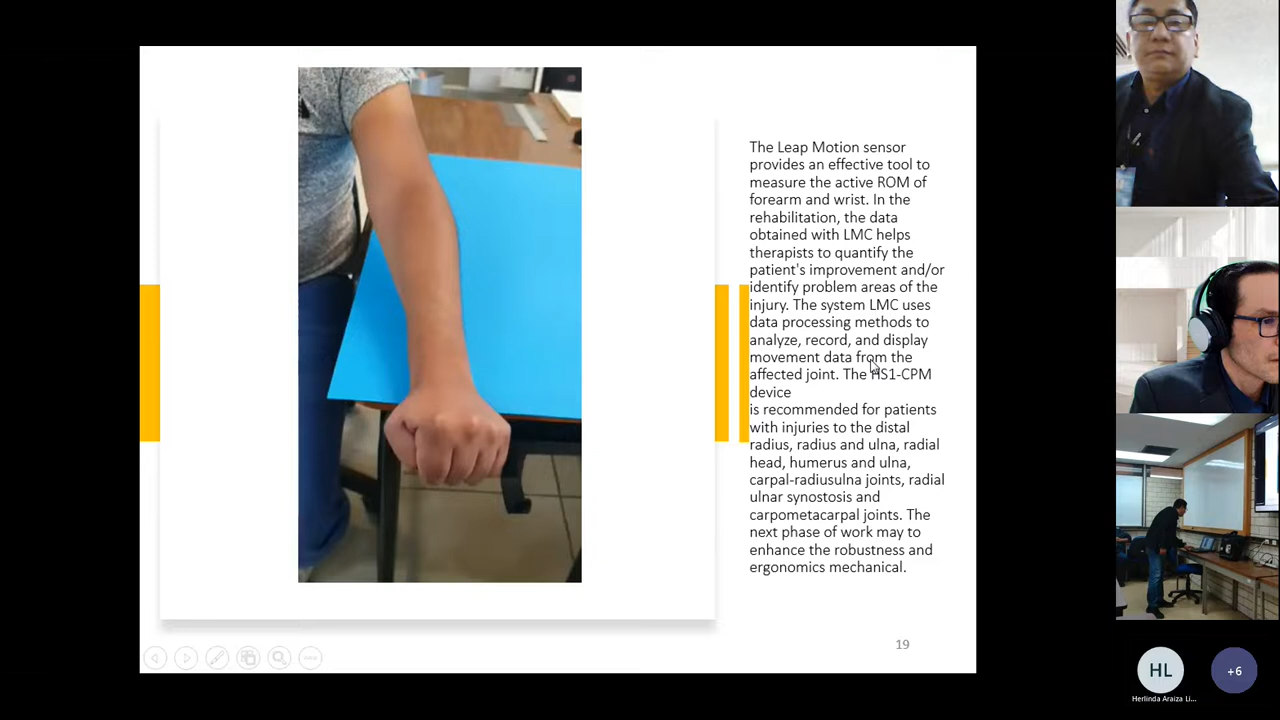 The Leap Motion sensor
provides an effective tool to
measure the active ROM of
forearm and wrist. In the
rehabilitation, the data
obtained with LMC helps
therapists to quantify the
patient's improvement and/or
identify problem areas of the
injury. The system LMC uses
data processing methods to
analyze, record, and display
movement data from the
affected joint. The HS1-CPM
device
is recommended for patients
with injuries to the distal
radius, radius and ulna, radial
head, humerus and ulna,
carpal-radiusulna joints, radial
ulnar synostosis and
carpometacarpal joints. The
next phase of work may to
enhance the robustness and
ergonomics mechanical.
19
HL
+6
Herlinda Araiza Li...